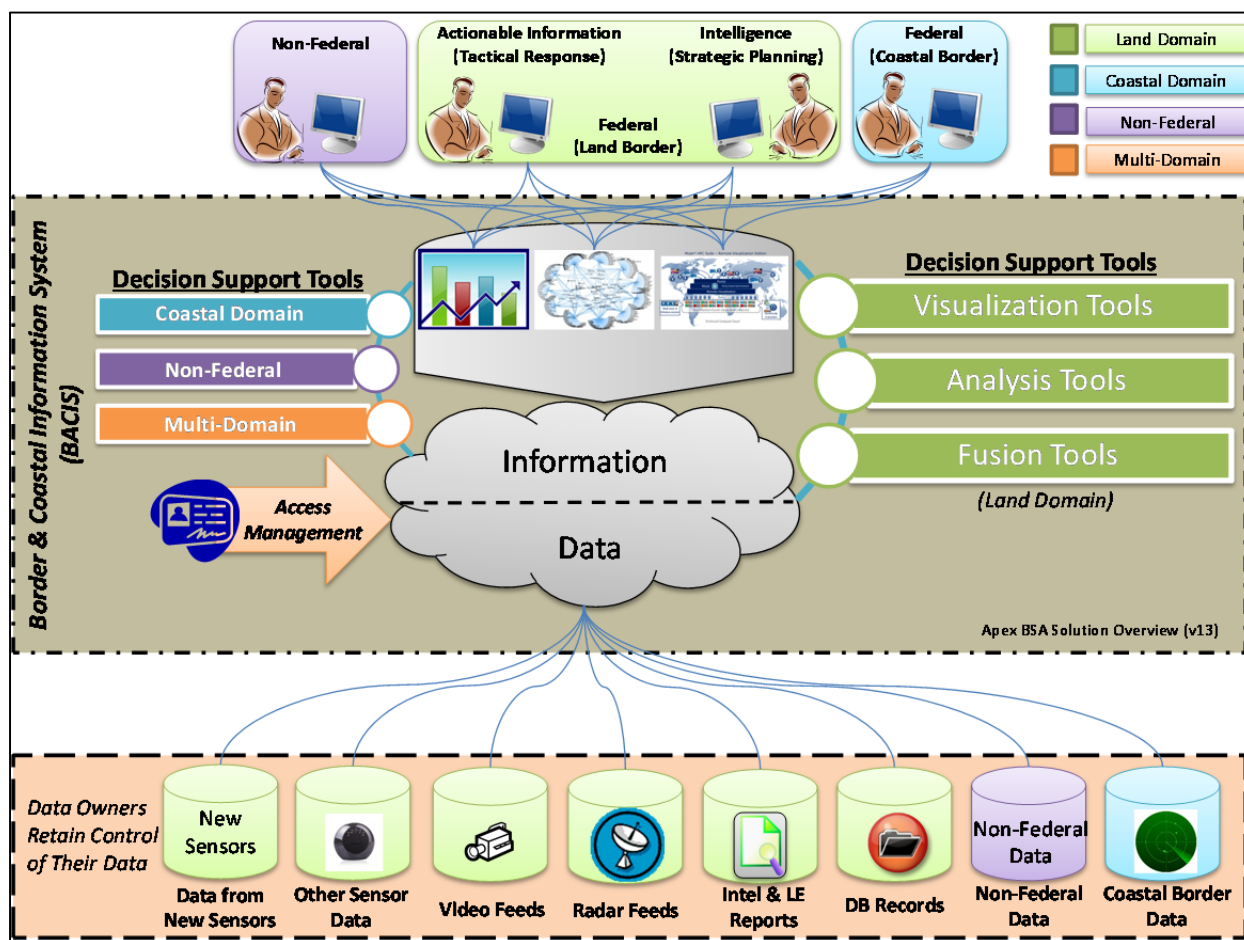 Non-Federal
Actionable Information
(Tactical Response)
Intelligence
(Strategic Planning)
Federal
(Land Border)
Federal
(Coastal Border)
Land Domain
Coastal Domain
Non-Federal
Multi-Domain
Border & Coastal Information System
(BACIS)
Decision Support Tools
Coastal Domain
Non-Federal
Multi-Domain
Access
Management
Information
Data
Decision Support Tools
Visualization Tools
Analysis Tools
Fusion Tools
(Land Domain)
Apex BSA Solution Overview (v13)
Data Owners
Retain Control
of Their Data
New
Sensors
Data from
New Sensors
Other Sensor
Data
Video Feeds
Radar Feeds
Intel & LE
Reports
DB Records
Non-Federal
Data
Non-Federal
Data
Coastal Border
Data